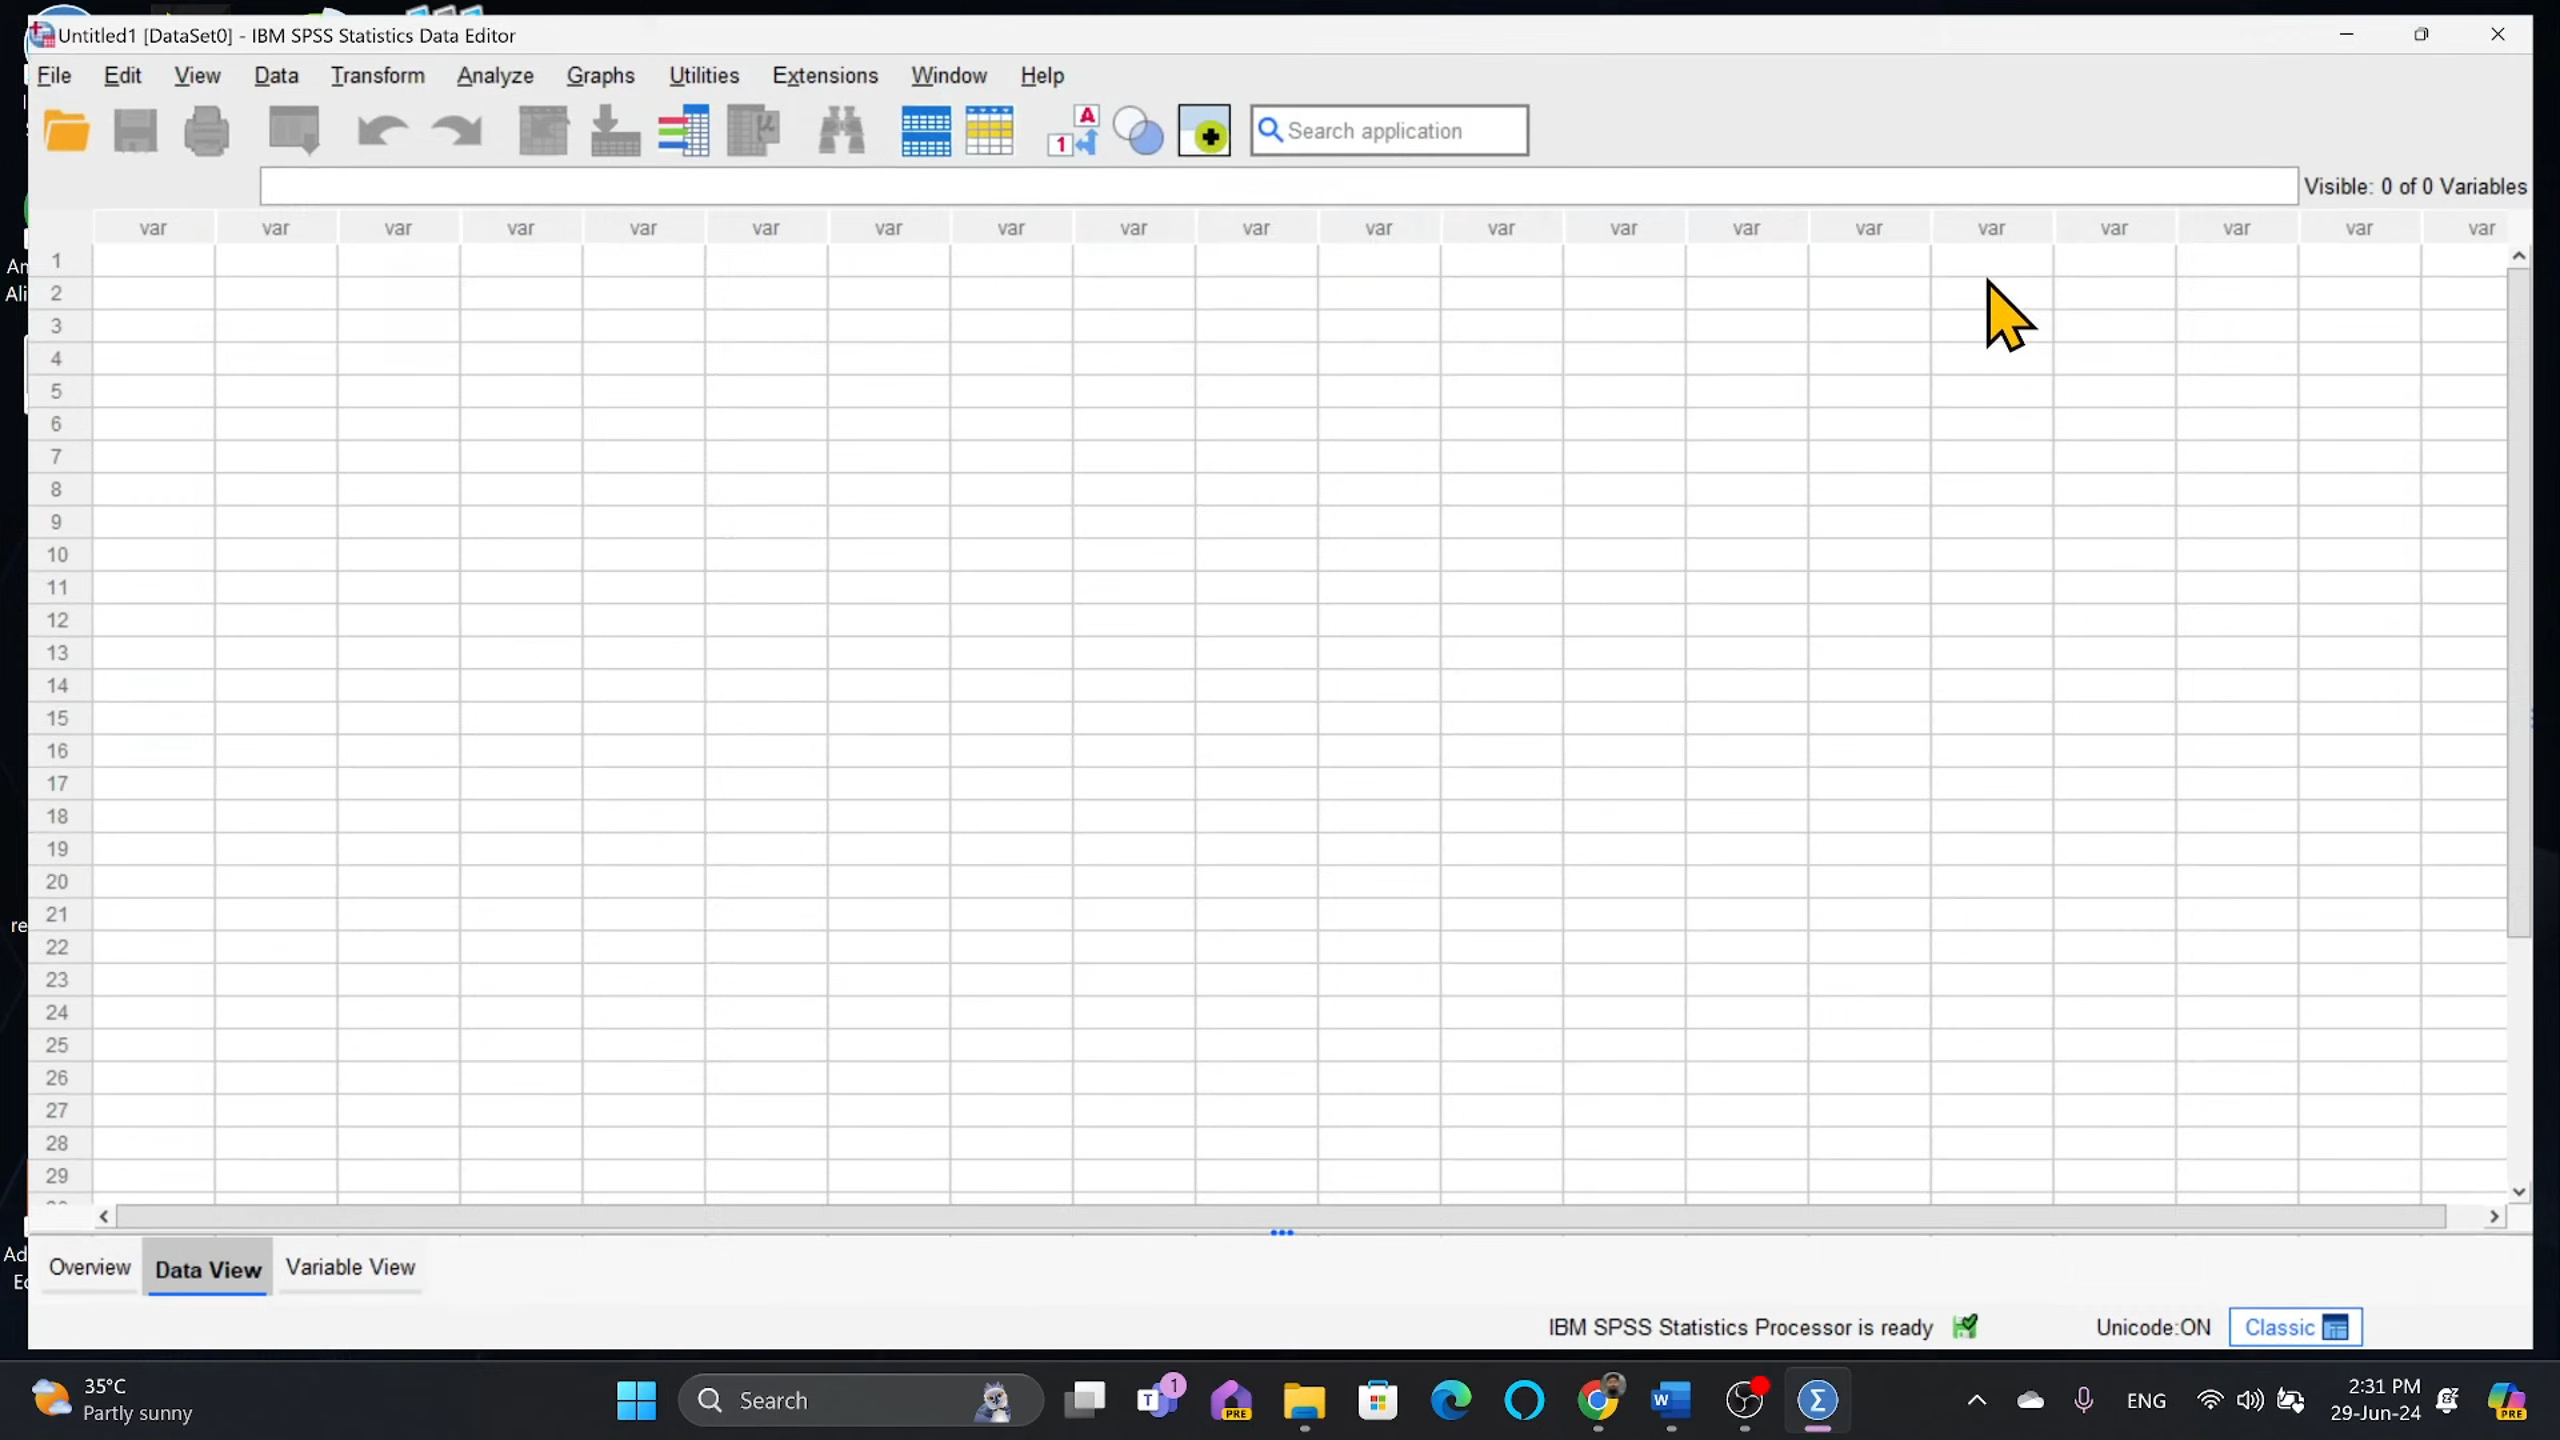 Untitled1 [DataSet0] - IBM SPSS Statistics Data Editor
File Edit View Data Transform Analyze Graphs Utilities Extensions Window Help
A
1
µ
Search application
Visible: 0 of 0 Variables
var var var var var var var var var var var var var var var var var var var var
1
2
3
4
5
6
7
8
9
10
11
12
13
14
15
16
17
18
19
20
21
22
23
24
25
26
27
28
29
Overview Data View Variable View
IBM SPSS Statistics Processor is ready Unicode:ON Classic
35°C
Partly sunny
Search
T 1
PRE
W
Σ
ENG
2:31 PM
29-Jun-24
PRE